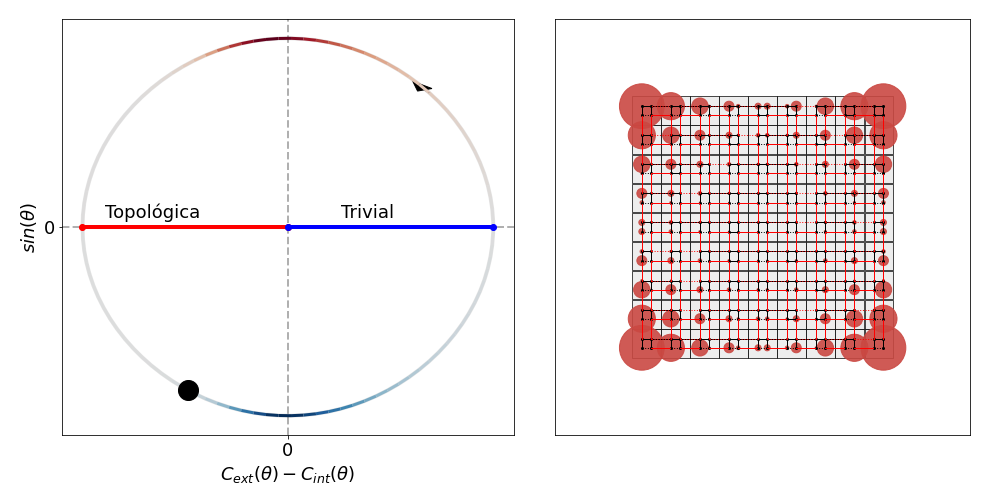 Topológica
Trivial
sin(θ)
0
0
C_ext(θ) − C_int(θ)